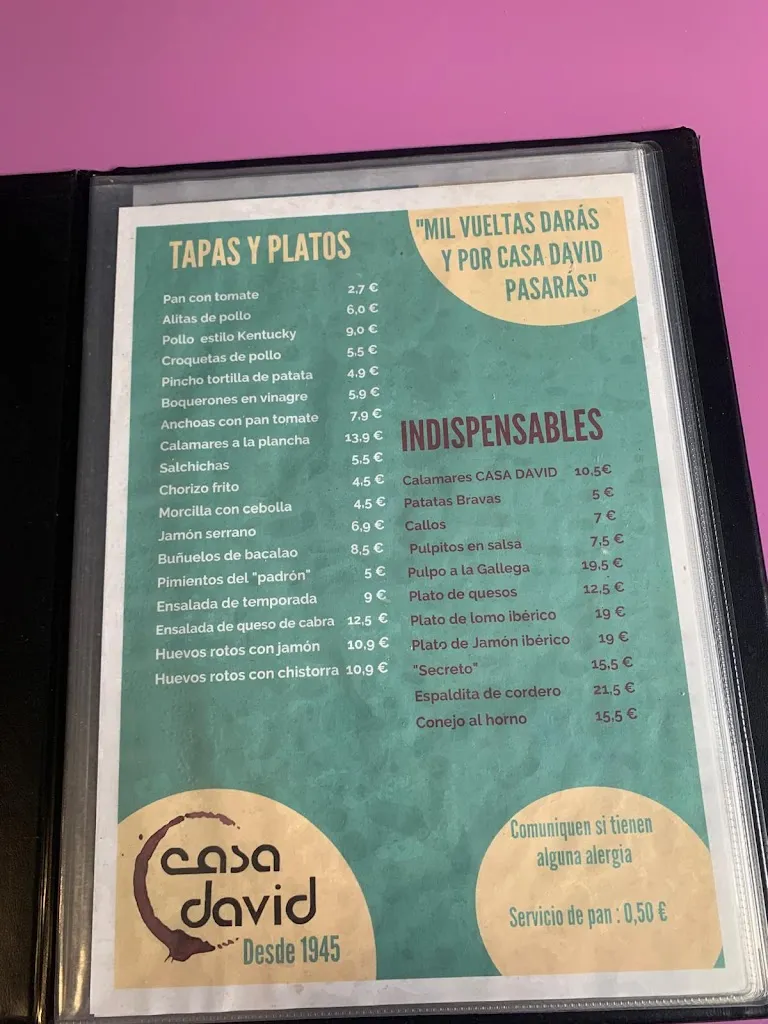 TAPAS Y PLATOS
Pan con tomate 2,7 €
Alitas de pollo 6,0 €
Pollo estilo Kentucky 9,0 €
Croquetas de pollo 5,5 €
Pincho tortilla de patata 4,9 €
Boquerones en vinagre 5,9 €
Anchoas con pan tomate 7,9 €
Calamares a la plancha 13,9 €
Salchichas 5,5 €
Chorizo frito 4,5 €
Morcilla con cebolla 4,5 €
Jamón serrano 6,9 €
Buñuelos de bacalao 8,5 €
Pimientos del "padrón" 5 €
Ensalada de temporada 9 €
Ensalada de queso de cabra 12,5 €
Huevos rotos con jamón 10,9 €
Huevos rotos con chistorra 10,9 €
"MIL VUELTAS DARÁS
Y POR CASA DAVID
PASARÁS"
INDISPENSABLES
Calamares CASA DAVID 10,5€
Patatas Bravas 5 €
Callos 7 €
Pulpitos en salsa 7,5 €
Pulpo a la Gallega 19,5 €
Plato de quesos 12,5 €
Plato de lomo ibérico 19 €
Plato de Jamón ibérico 19 €
"Secreto" 15,5 €
Espaldita de cordero 21,5 €
Conejo al horno 15,5 €
casa
david
Desde 1945
Comuniquen si tienen
alguna alergia
Servicio de pan : 0,50 €